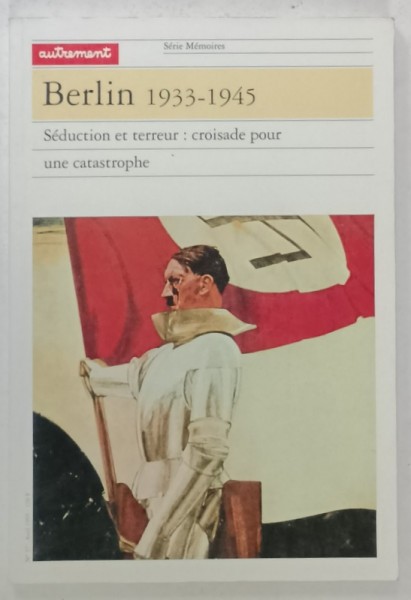 autrement
Série Mémoires
Berlin 1933-1945
Séduction et terreur : croisade pour
une catastrophe